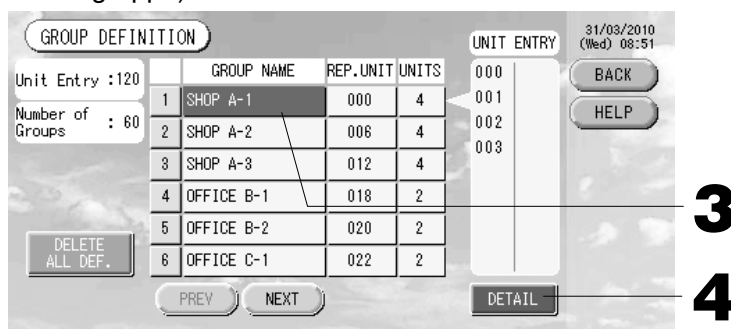 GROUP DEFINITION
UNIT ENTRY
31/03/2010
(Wed) 08:51
Unit Entry :120
Number of Groups : 60
GROUP NAME REP.UNIT UNITS
1 SHOP A-1 000 4
2 SHOP A-2 006 4
3 SHOP A-3 012 4
4 OFFICE B-1 018 2
5 OFFICE B-2 020 2
6 OFFICE C-1 022 2
000
001
002
003
BACK
HELP
3
DELETE
ALL DEF.
PREV NEXT
DETAIL
4